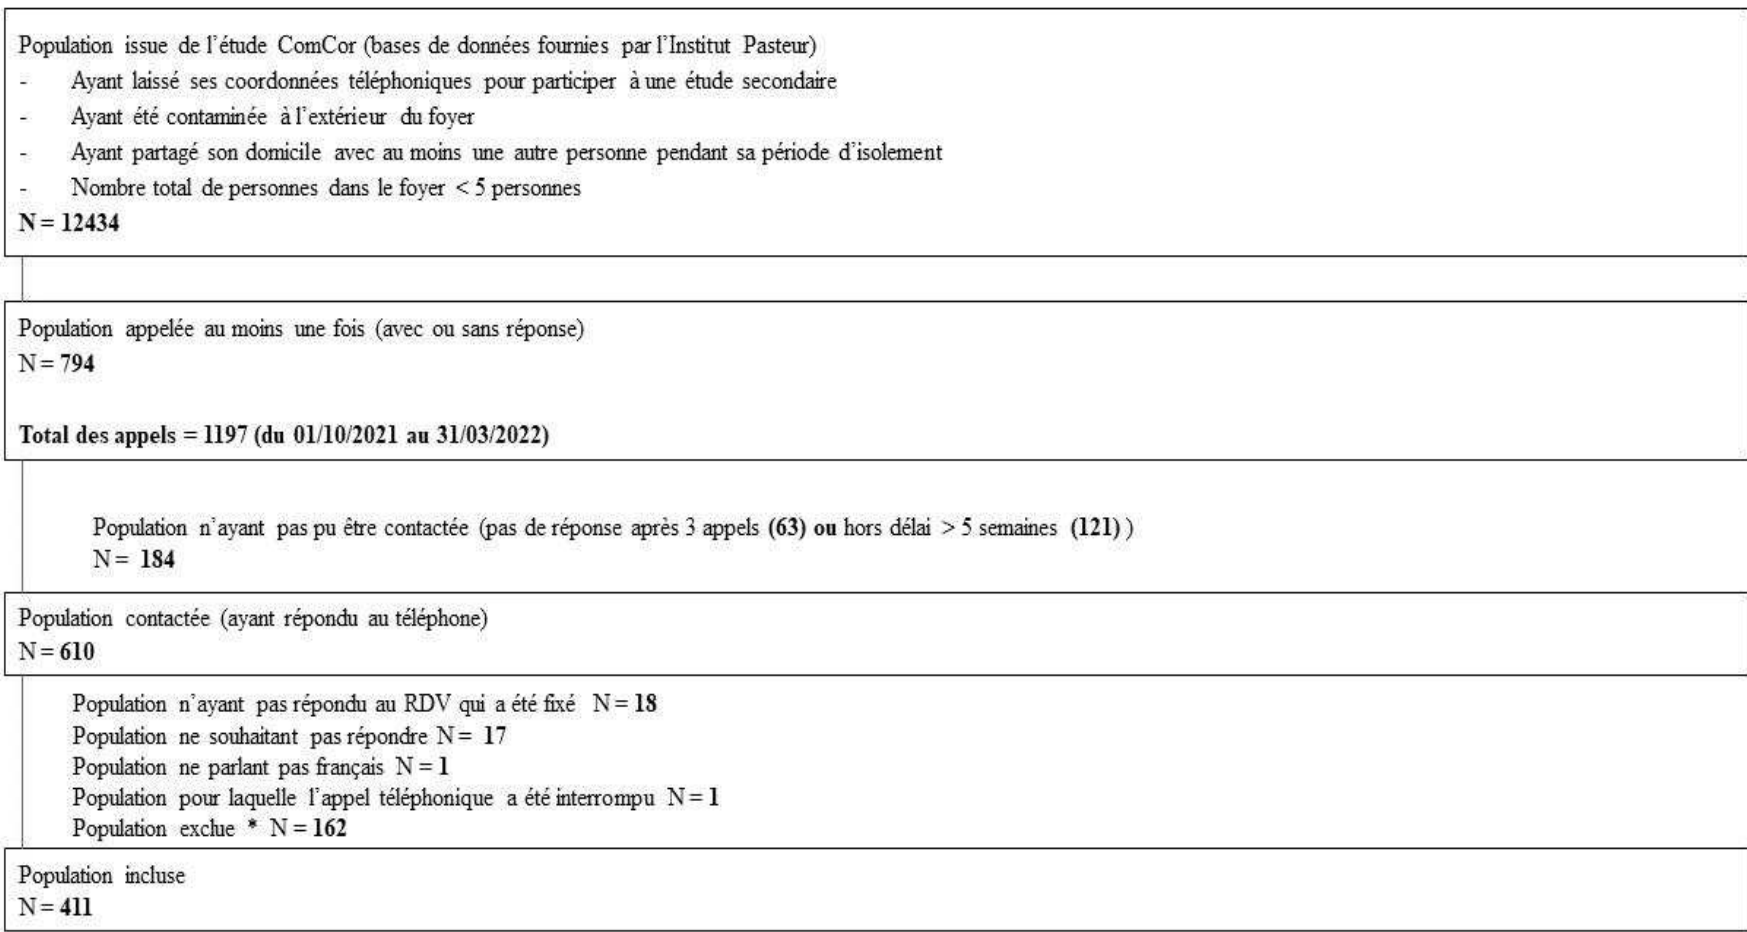 Population issue de l'étude ComCor (bases de données fournies par l'Institut Pasteur)
- Ayant laissé ses coordonnées téléphoniques pour participer à une étude secondaire
- Ayant été contaminée à l'extérieur du foyer
- Ayant partagé son domicile avec au moins une autre personne pendant sa période d'isolement
- Nombre total de personnes dans le foyer < 5 personnes
N = 12434
Population appelée au moins une fois (avec ou sans réponse)
N = 794
Total des appels = 1197 (du 01/10/2021 au 31/03/2022)
Population n'ayant pas pu être contactée (pas de réponse après 3 appels (63) ou hors délai > 5 semaines (121) )
N = 184
Population contactée (ayant répondu au téléphone)
N = 610
Population n'ayant pas répondu au RDV qui a été fixé N = 18
Population ne souhaitant pas répondre N = 17
Population ne parlant pas français N = 1
Population pour laquelle l'appel téléphonique a été interrompu N = 1
Population exclue * N = 162
Population incluse
N = 411